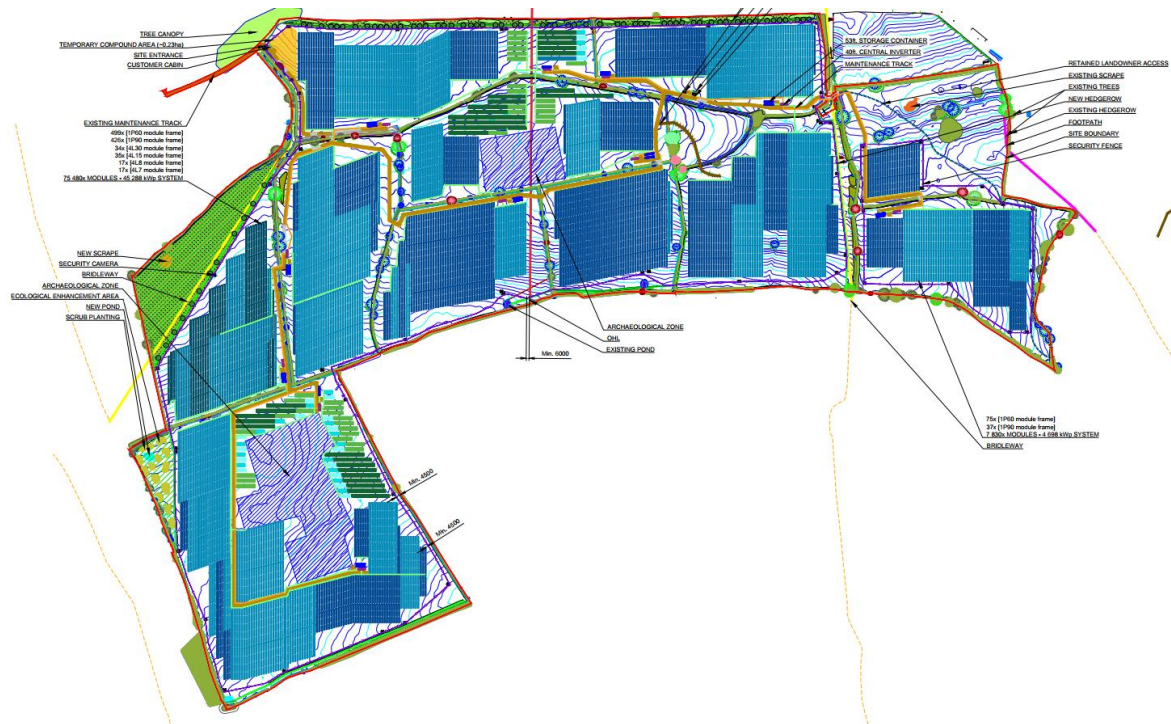 TREE CANOPY
TEMPORARY COMPOUND AREA (~0.23ha)
SITE ENTRANCE
CUSTOMER CABIN
53ft. STORAGE CONTAINER
40ft. CENTRAL INVERTER
MAINTENANCE TRACK
RETAINED LANDOWNER ACCESS
EXISTING SCRAPE
EXISTING TREES
NEW HEDGEROW
EXISTING HEDGEROW
FOOTPATH
SITE BOUNDARY
SECURITY FENCE
EXISTING MAINTENANCE TRACK
499x [1P60 module frame]
426x [1P90 module frame]
34x [4L30 module frame]
35x [4L15 module frame]
17x [4L8 module frame]
17x [4L7 module frame]
75 480x MODULES • 45 288 kWp SYSTEM
NEW SCRAPE
SECURITY CAMERA
BRIDLEWAY
ARCHAEOLOGICAL ZONE
ECOLOGICAL ENHANCEMENT AREA
NEW POND
SCRUB PLANTING
ARCHAEOLOGICAL ZONE
OHL
EXISTING POND
Min. 6000
75x [1P60 module frame]
37x [1P90 module frame]
7 830x MODULES • 4 698 kWp SYSTEM
BRIDLEWAY
Min. 4500
Min. 4500